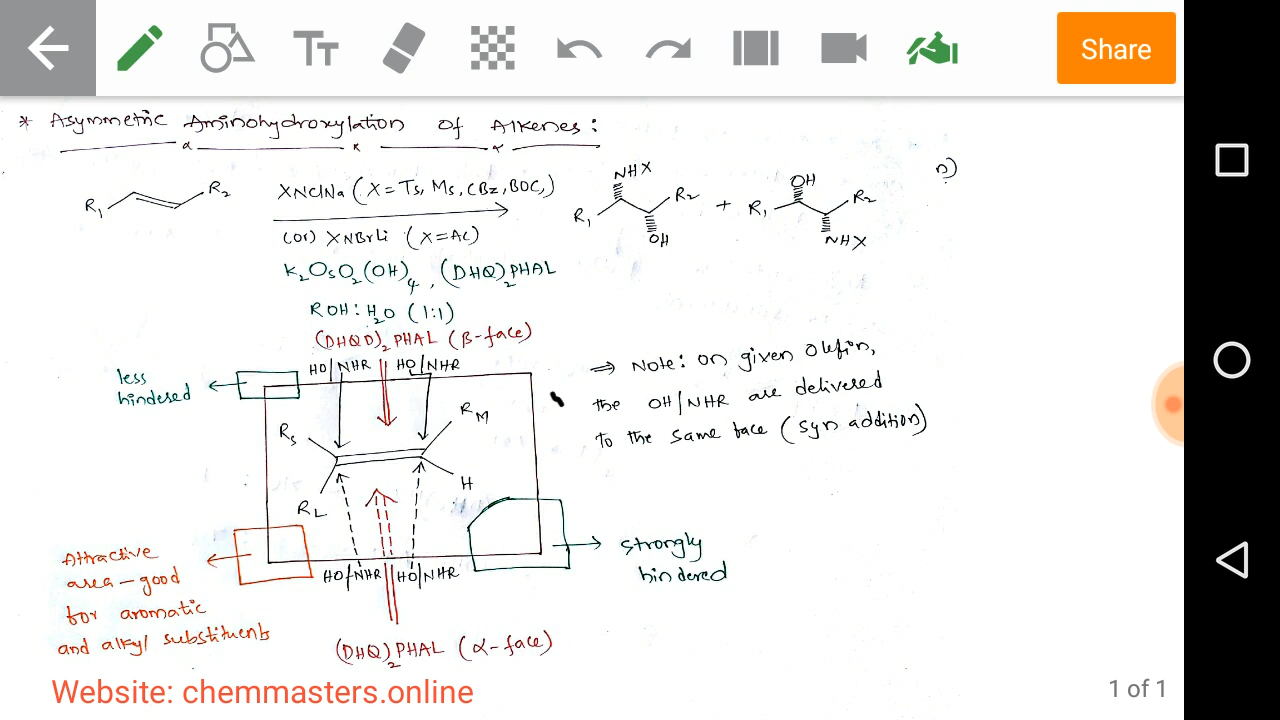 Share
* Asymmetric Aminohydroxylation of Alkenes:
R1 R2
XNClNa (X=Ts, Ms, CBz, BOC,)
(or) XNBrLi (X=AC)
K2OsO2(OH)4, (DHQ)2PHAL
ROH:H2O (1:1)
NHX
R1 R2
OH
+
OH
R1 R2
NHX
n)
(DHQD)2 PHAL (β-face)
HO/NHR HO/NHR
less
hindered
Rs RM
RL H
Attractive
area-good
for aromatic
and alkyl substituents
strongly
hindered
HO/NHR HO/NHR
(DHQ)2PHAL (α-face)
⇒ Note: on given Olefin,
the OH/NHR are delivered
to the same face (syn addition)
Website: chemmasters.online
1 of 1